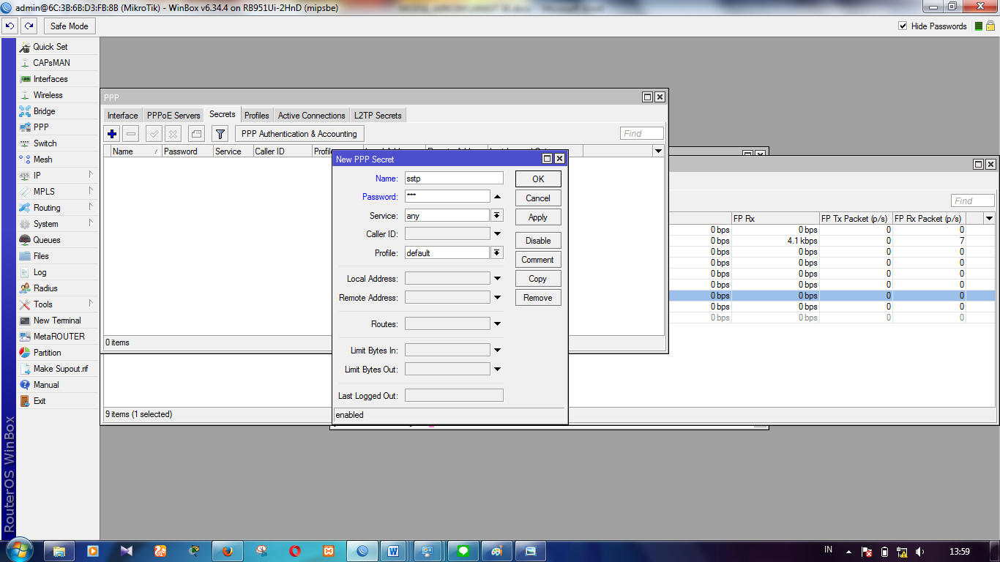 admin@6C:3B:6B:D3:FB:8B (MikroTik) - WinBox v6.34.4 on RB951Ui-2HnD (mipsbe)
Safe Mode
Hide Passwords
Quick Set
CAPsMAN
Interfaces
Wireless
Bridge
PPP
Switch
Mesh
IP
MPLS
Routing
System
Queues
Files
Log
Radius
Tools
New Terminal
MetaROUTER
Partition
Make Supout.rif
Manual
Exit
RouterOS WinBox
PPP
Interface PPPoE Servers Secrets Profiles Active Connections L2TP Secrets
PPP Authentication & Accounting
Find
Name Password Service Caller ID
0 items
9 items (1 selected)
New PPP Secret
Name: sstp
Password: ***
Service: any
Caller ID:
Profile: default
Local Address:
Remote Address:
Routes:
Limit Bytes In:
Limit Bytes Out:
Last Logged Out:
enabled
OK
Cancel
Apply
Disable
Comment
Copy
Remove
Find
FP Rx FP Tx Packet (p/s) FP Rx Packet (p/s)
0 bps 0 bps 0 0
0 bps 4.1 kbps 0 7
0 bps 0 bps 0 0
0 bps 0 bps 0 0
0 bps 0 bps 0 0
0 bps 0 bps 0 0
0 bps 0 bps 0 0
0 bps 0 bps 0 0
0 bps 0 bps 0 0
IN
13:59